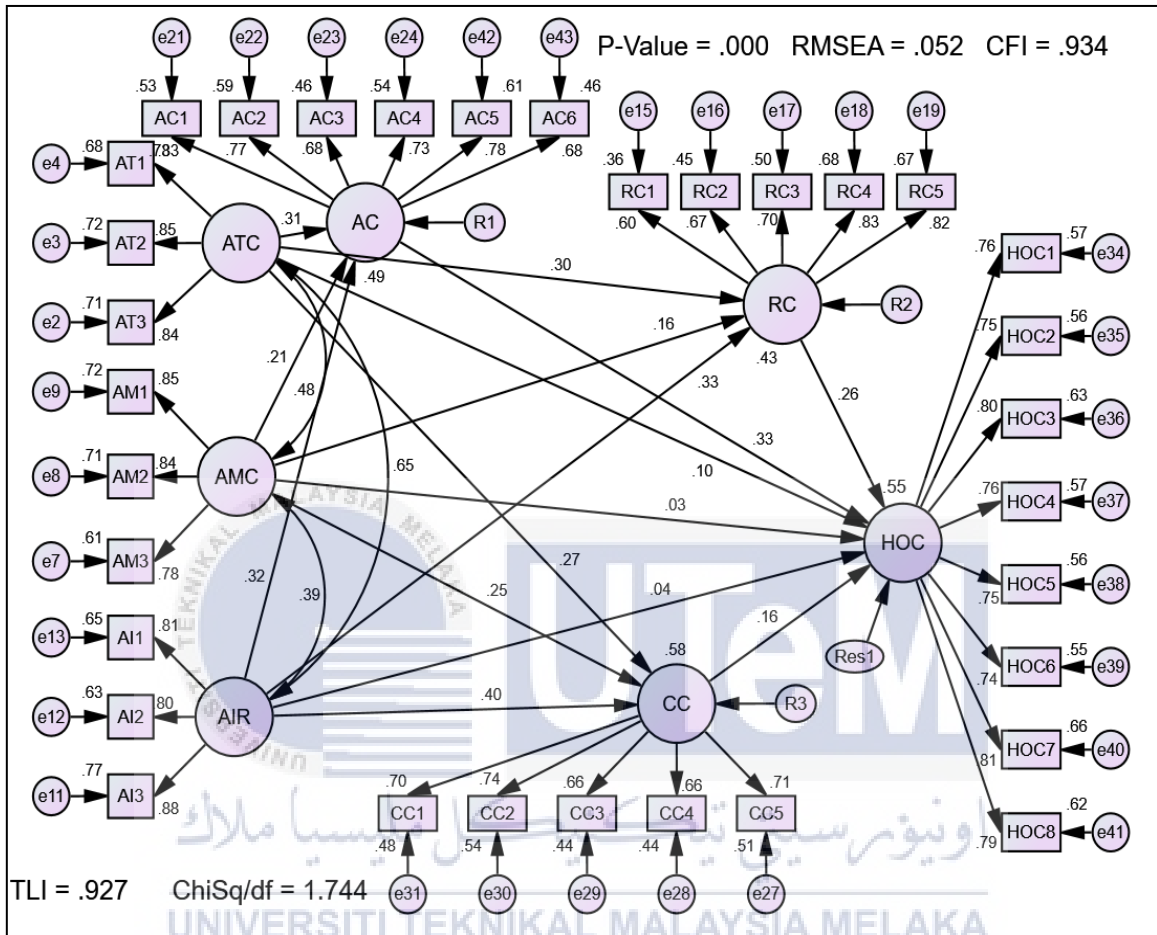 P-Value = .000 RMSEA = .052 CFI = .934
e21 e22 e23 e24 e42 e43
.53 .59 .46 .54 .61 .46
AC1 AC2 AC3 AC4 AC5 AC6
.77 .68 .73 .78 .68
e15 e16 e17 e18 e19
.36 .45 .50 .68 .67
RC1 RC2 RC3 RC4 RC5
.60 .67 .70 .83 .82
e4 .68 AT1
e3 .72 AT2 .85
e2 .71 AT3 .84
ATC .31 AC R1
.49 .30
RC R2
.43
e9 .72 AM1 .85
e8 .71 AM2 .84
e7 .61 AM3 .78
AMC
.21 .48 .16 .33 .26
.65 .33
.10
.03
e13 .65 AI1 .81
e12 .63 AI2 .80
e11 .77 AI3 .88
AIR
.32 .39 .25 .27 .04
.40 .58 .16
CC R3
Res1
.55
HOC
.76 HOC1 .57 e34
.75 HOC2 .56 e35
.80 HOC3 .63 e36
.76 HOC4 .57 e37
.75 HOC5 .56 e38
.74 HOC6 .55 e39
.81 HOC7 .66 e40
.79 HOC8 .62 e41
.70 .74 .66 .66 .71
CC1 CC2 CC3 CC4 CC5
.48 .54 .44 .44 .51
e31 e30 e29 e28 e27
TLI = .927 ChiSq/df = 1.744
UNIVERSITI TEKNIKAL MALAYSIA MELAKA
UTeM
اونيۏرسيتي تيكنيكل مليسيا ملاك
UNIVERSITI TEKNIKAL MALAYSIA MELAKA